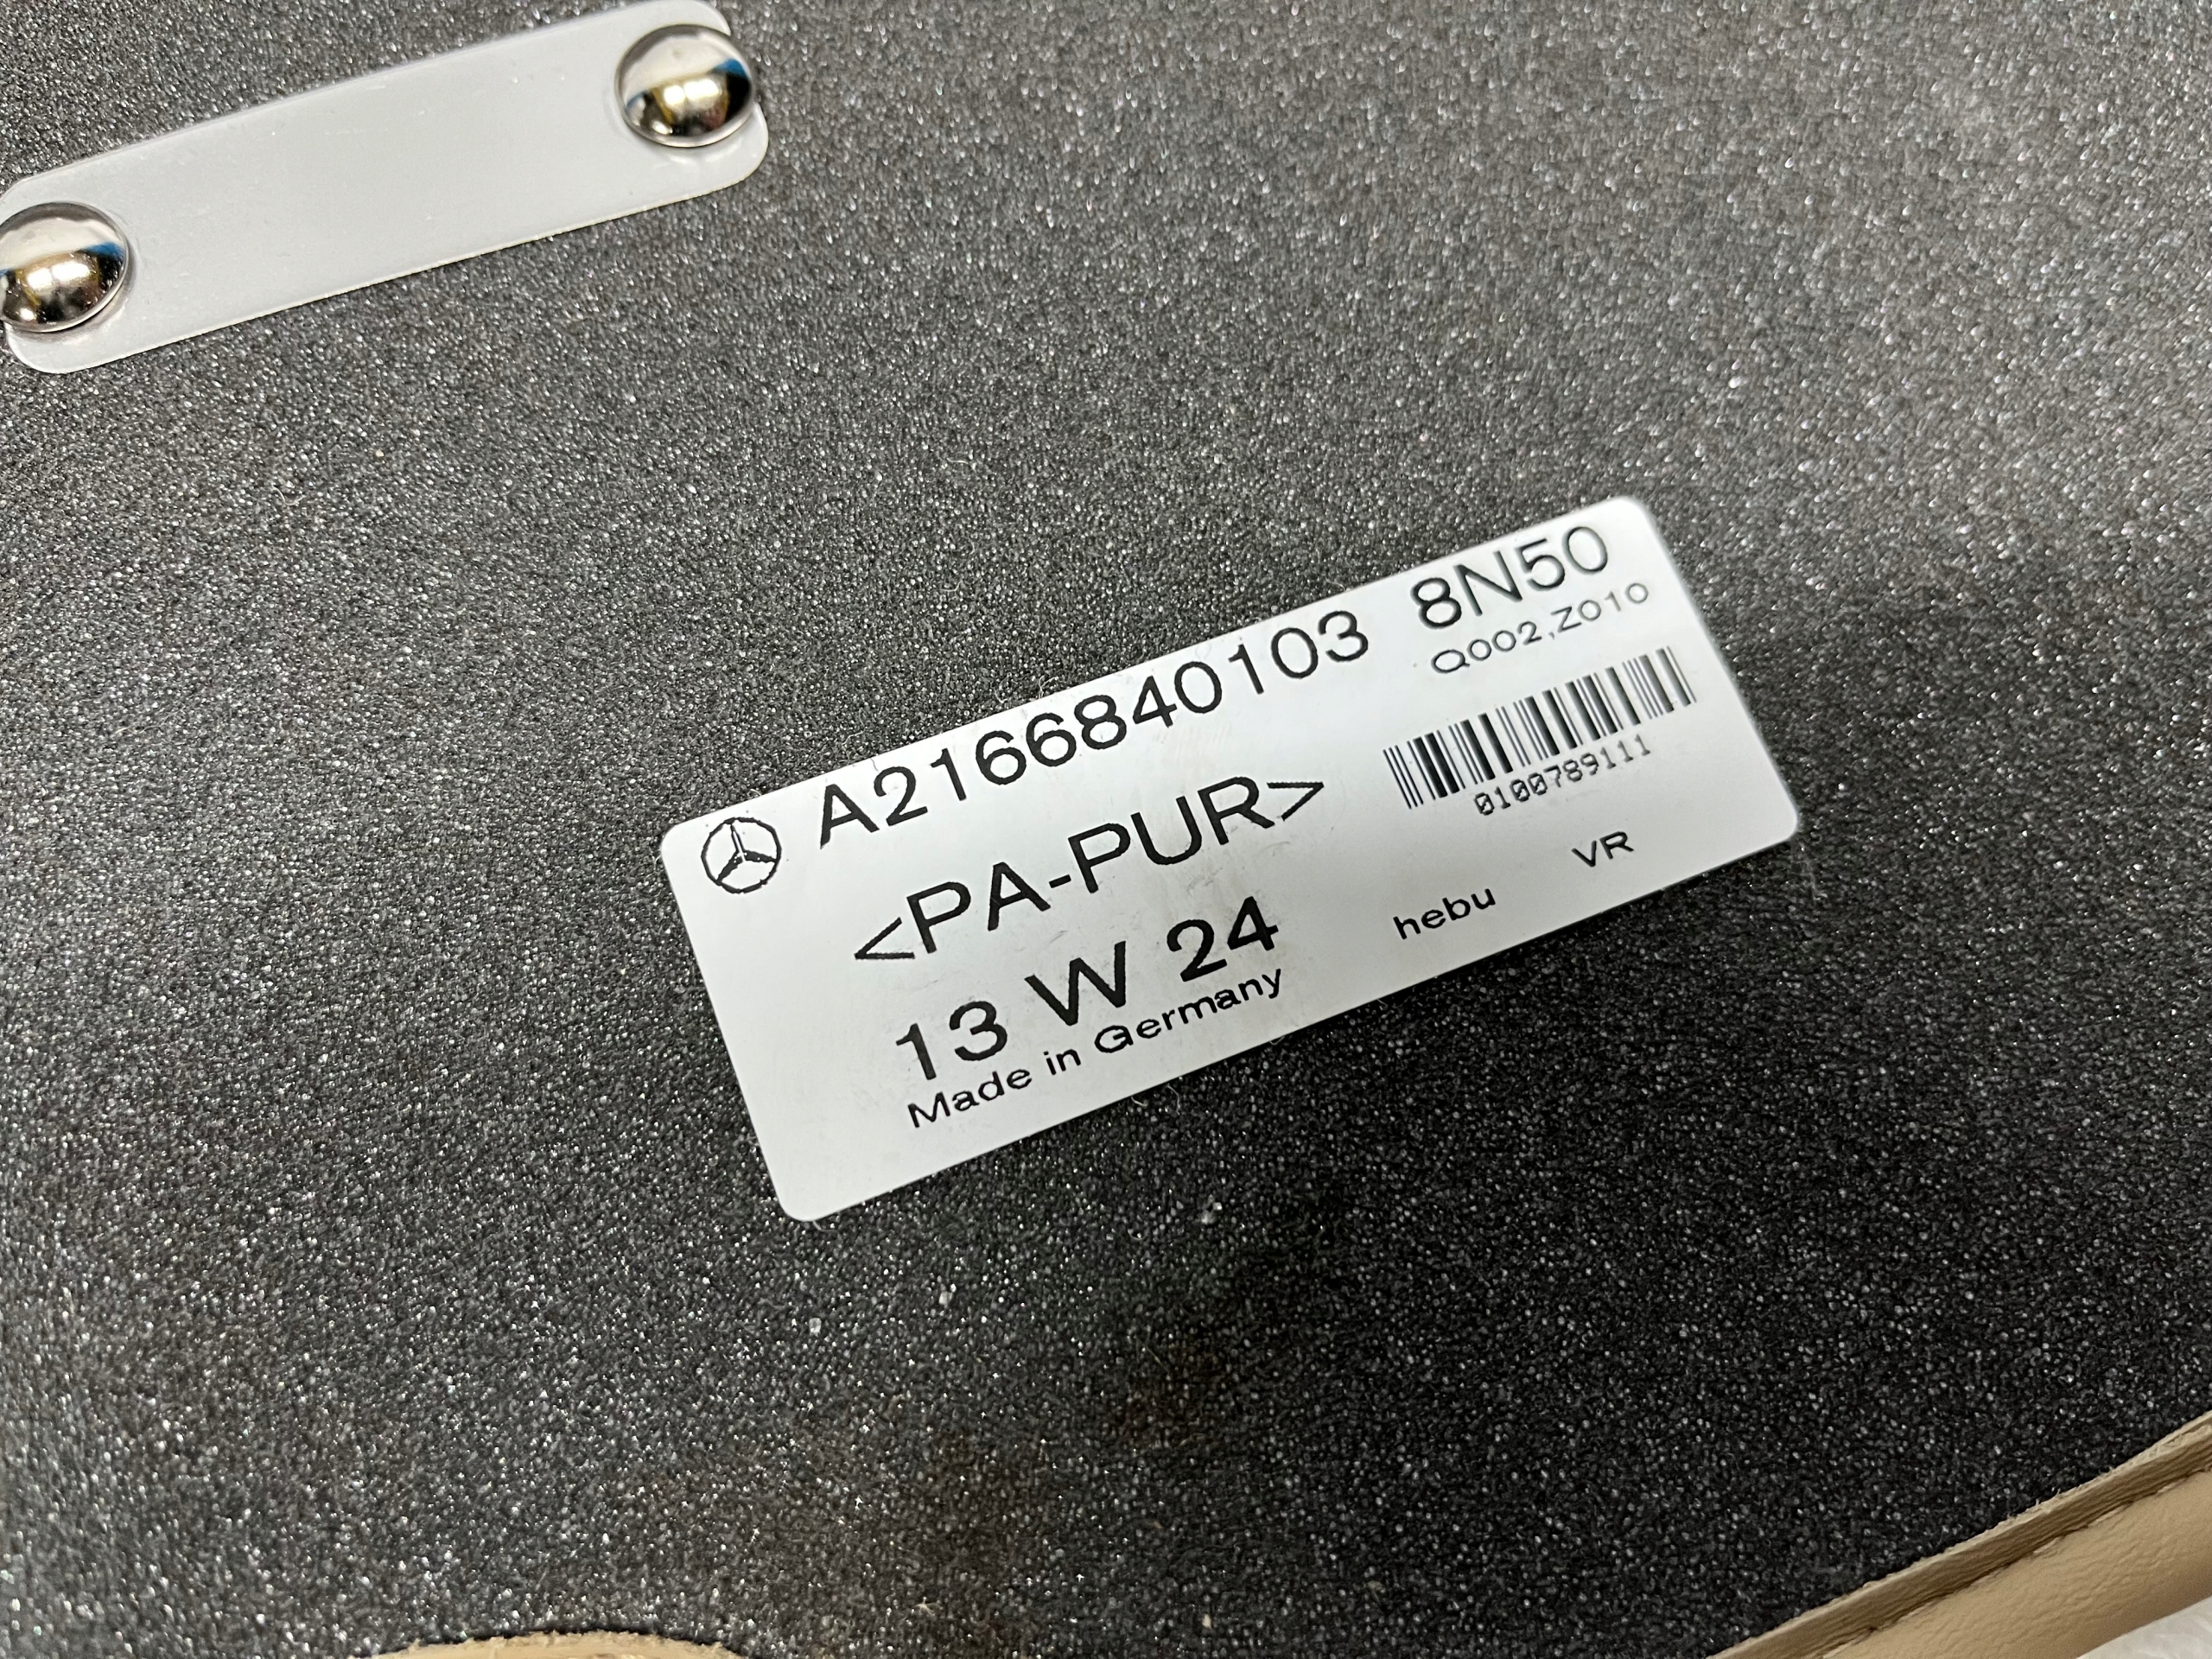 A2166840103 8N50
Q002,Z010
<PA-PUR>
0100789111
13 W 24
hebu VR
Made in Germany